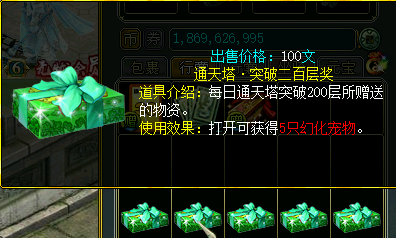 币 券 1,869,626,995
出售价格：100文
通天塔·突破二百层奖
道具介绍：每日通天塔突破200层所赠送
的物资。
使用效果：打开可获得5只幻化宠物。